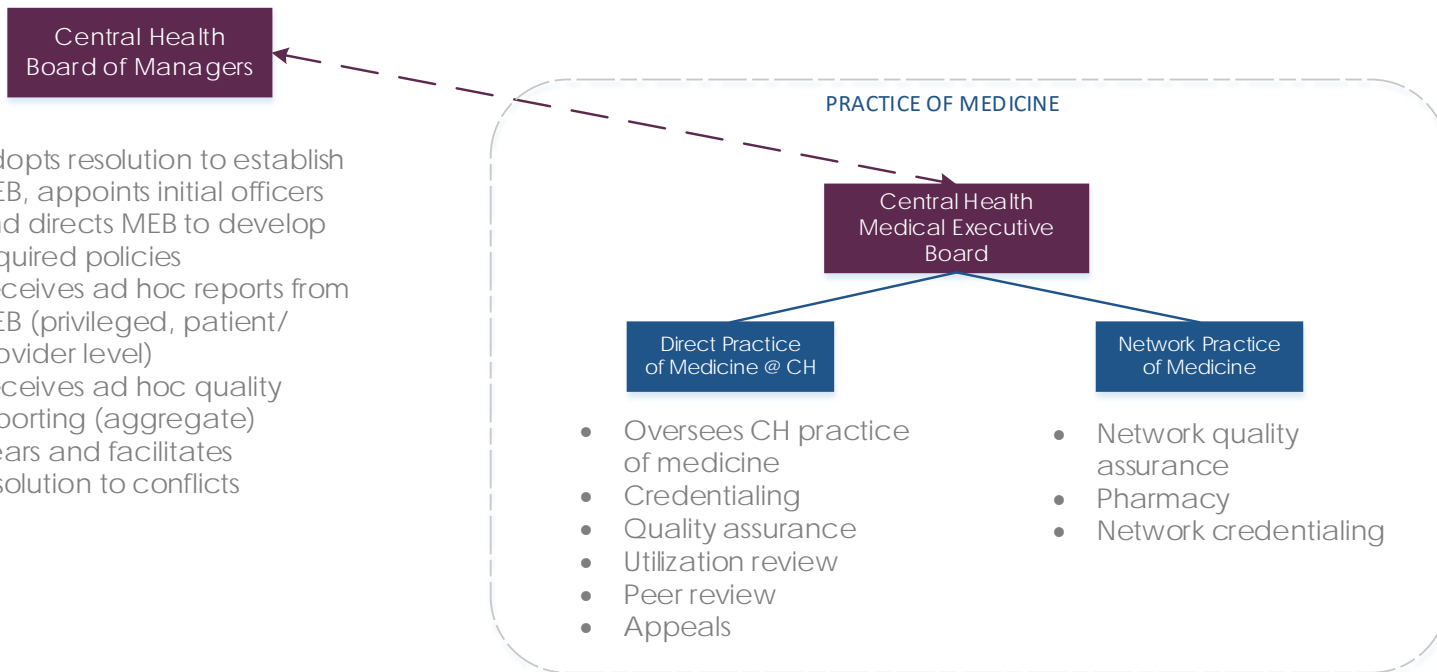 Central Health
Board of Managers
dopts resolution to establish
EB, appoints initial officers
nd directs MEB to develop
quired policies
eceives ad hoc reports from
EB (privileged, patient/
ovider level)
eceives ad hoc quality
porting (aggregate)
ears and facilitates
solution to conflicts
PRACTICE OF MEDICINE
Central Health
Medical Executive
Board
Direct Practice
of Medicine @ CH
• Oversees CH practice
of medicine
• Credentialing
• Quality assurance
• Utilization review
• Peer review
• Appeals
Network Practice
of Medicine
• Network quality
assurance
• Pharmacy
• Network credentialing